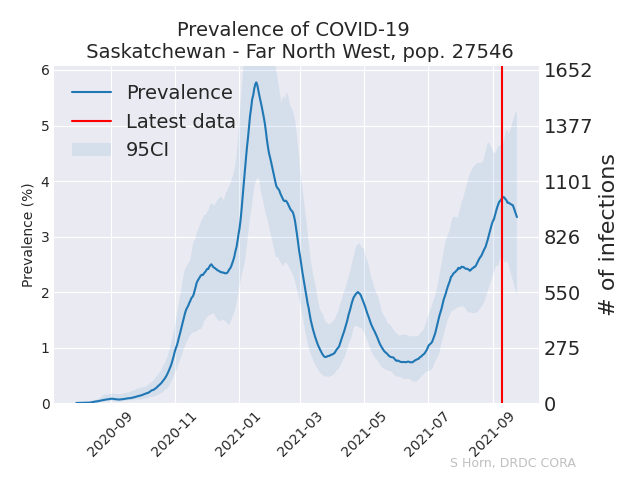 Prevalence of COVID-19
Saskatchewan - Far North West, pop. 27546
Prevalence
Latest data
95CI
Prevalence (%)
6
5
4
3
2
1
0
1652
1377
1101
826
550
275
0
# of infections
2020-09
2020-11
2021-01
2021-03
2021-05
2021-07
2021-09
S Horn, DRDC CORA